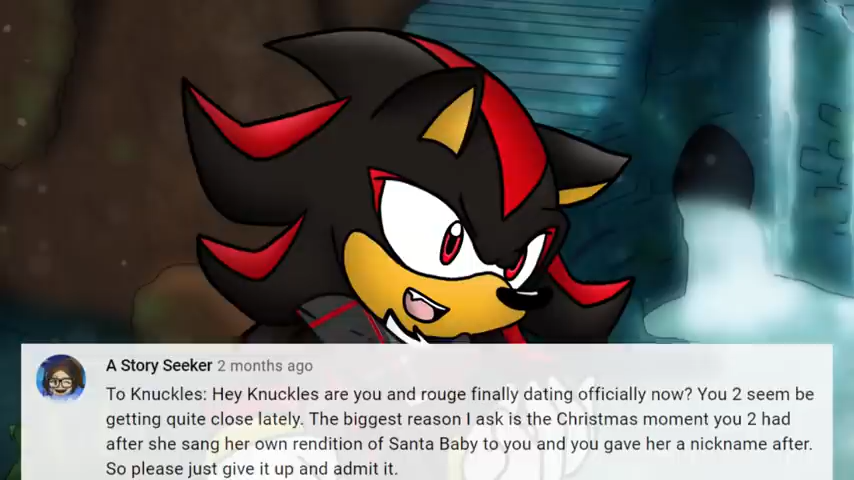 A Story Seeker 2 months ago
To Knuckles: Hey Knuckles are you and rouge finally dating officially now? You 2 seem be
getting quite close lately. The biggest reason I ask is the Christmas moment you 2 had
after she sang her own rendition of Santa Baby to you and you gave her a nickname after.
So please just give it up and admit it.